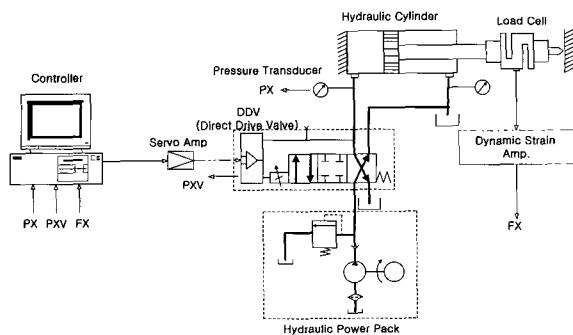 Hydraulic Cylinder
Load Cell
Controller
Pressure Transducer
PX
DDV
(Direct Drive Valve)
Servo Amp
PXV
Dynamic Strain
Amp.
PX PXV FX
FX
Hydraulic Power Pack